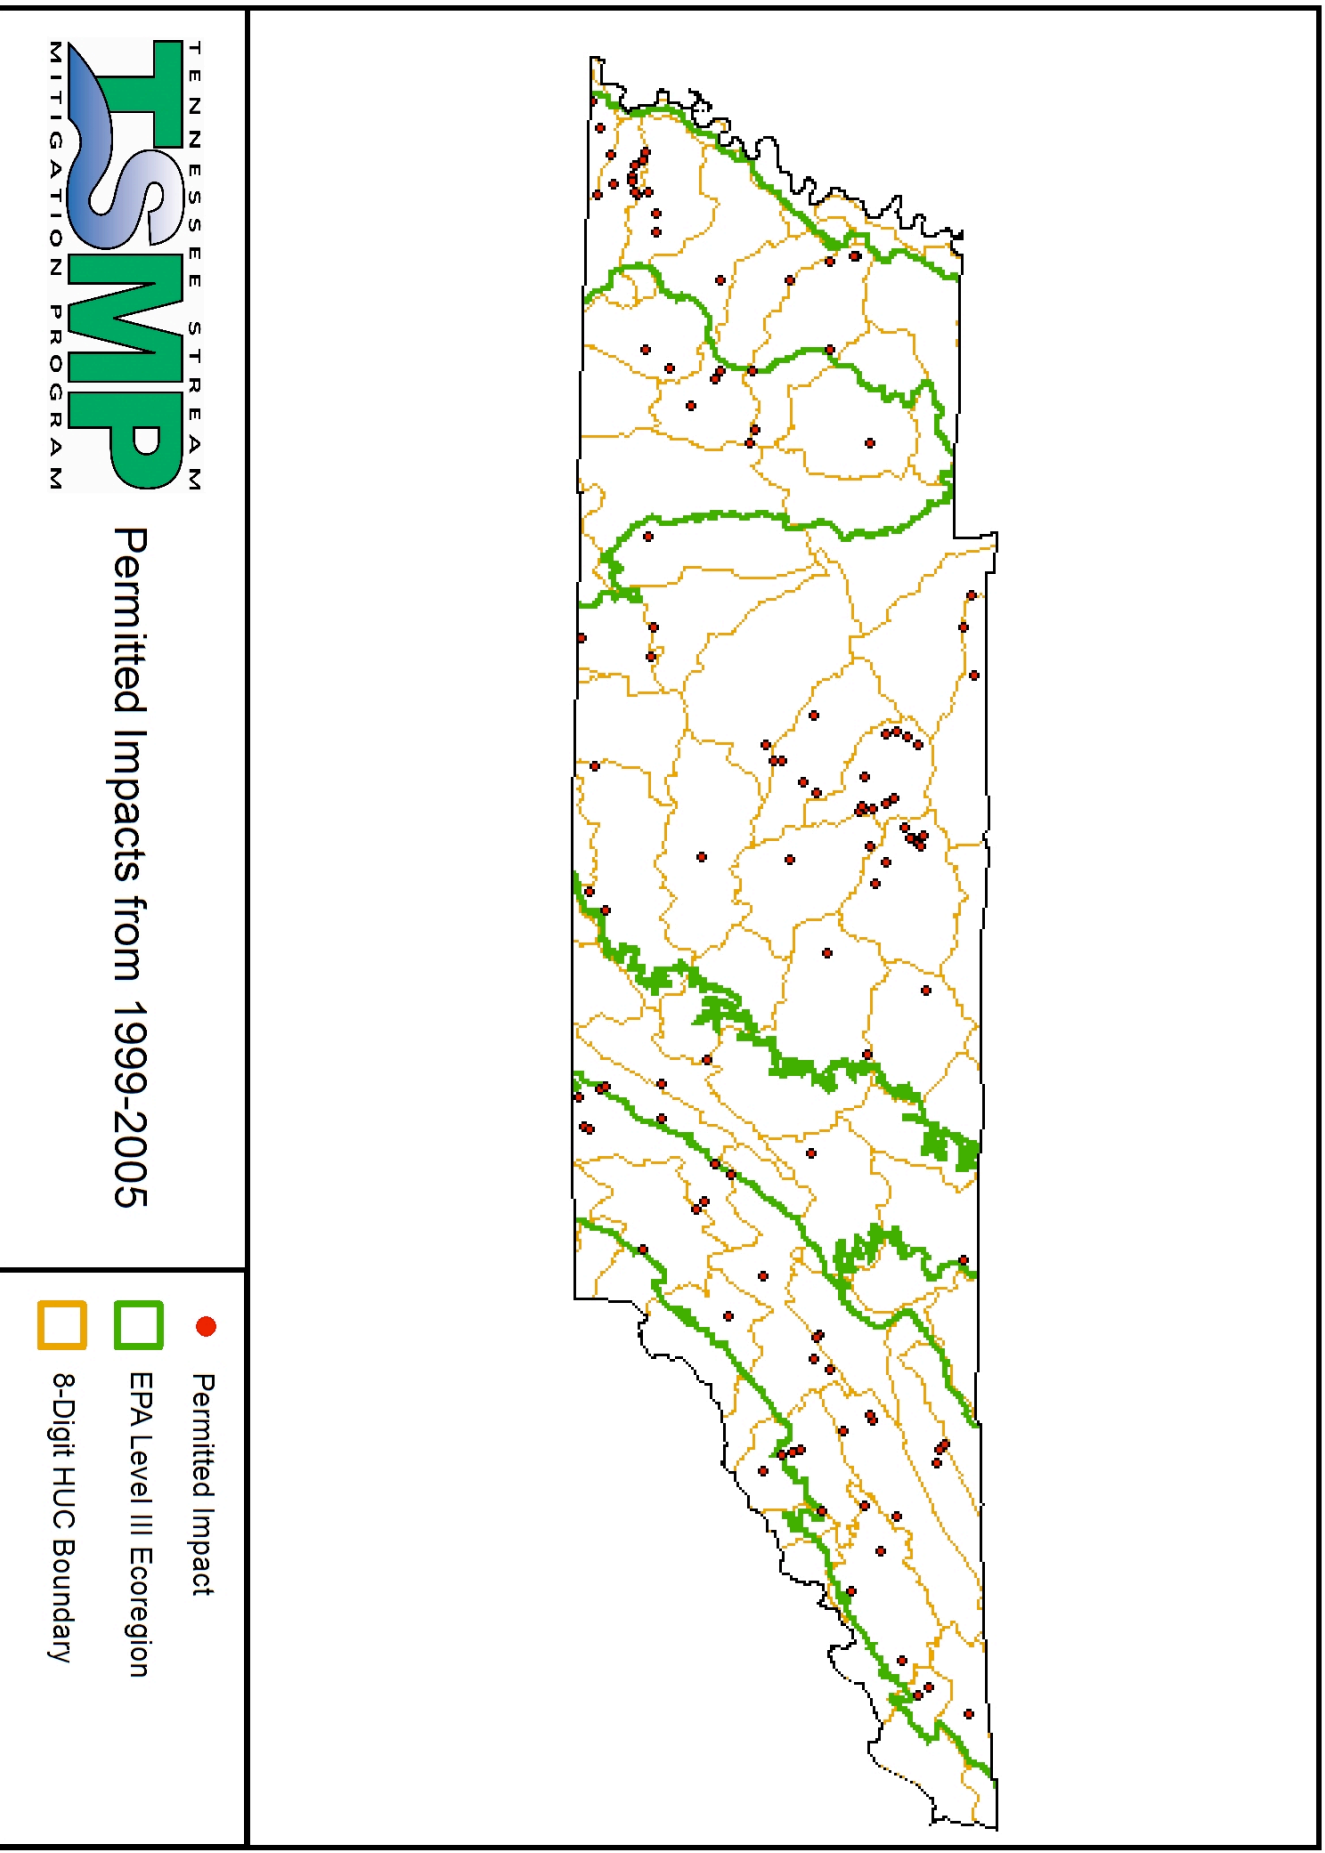 TENNESSEE STREAM
TSMP
MITIGATION PROGRAM
Permitted Impacts from 1999-2005
Permitted Impact
EPA Level III Ecoregion
8-Digit HUC Boundary